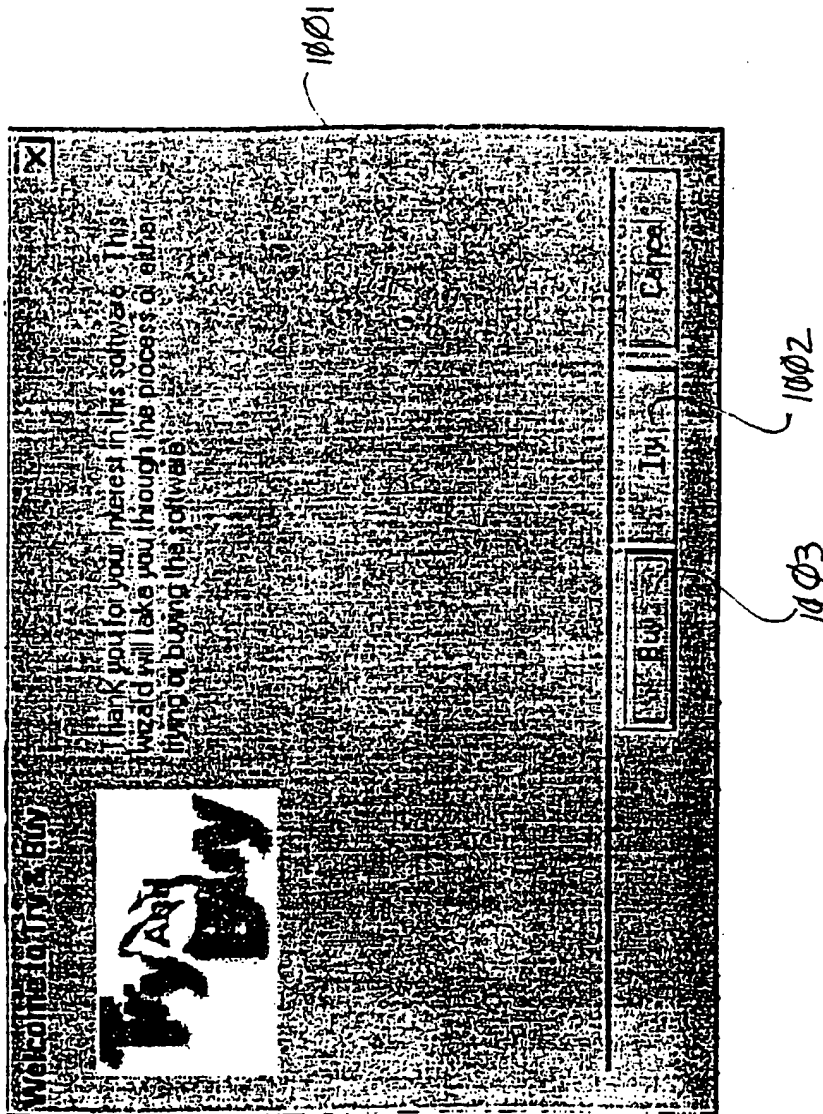 Welcome to Try & Buy
X
Try
And
Buy
Thank you for your interest in this software. This
wizard will take you through the process of either
trying or buying the software
Buy
Try
Cancel
1001
1002
1003